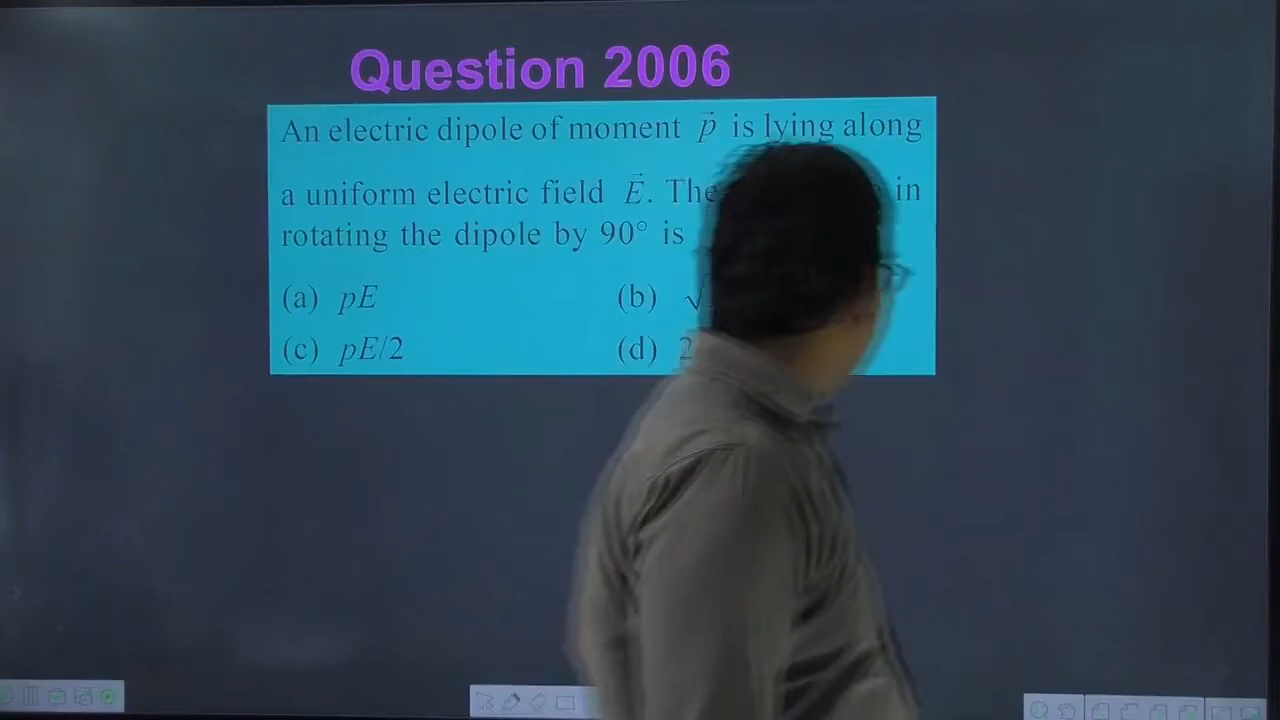 Question 2006
An electric dipole of moment p⃗ is lying along
a uniform electric field E⃗. The in
rotating the dipole by 90° is
(a) pE (b) √
(c) pE/2 (d) 2